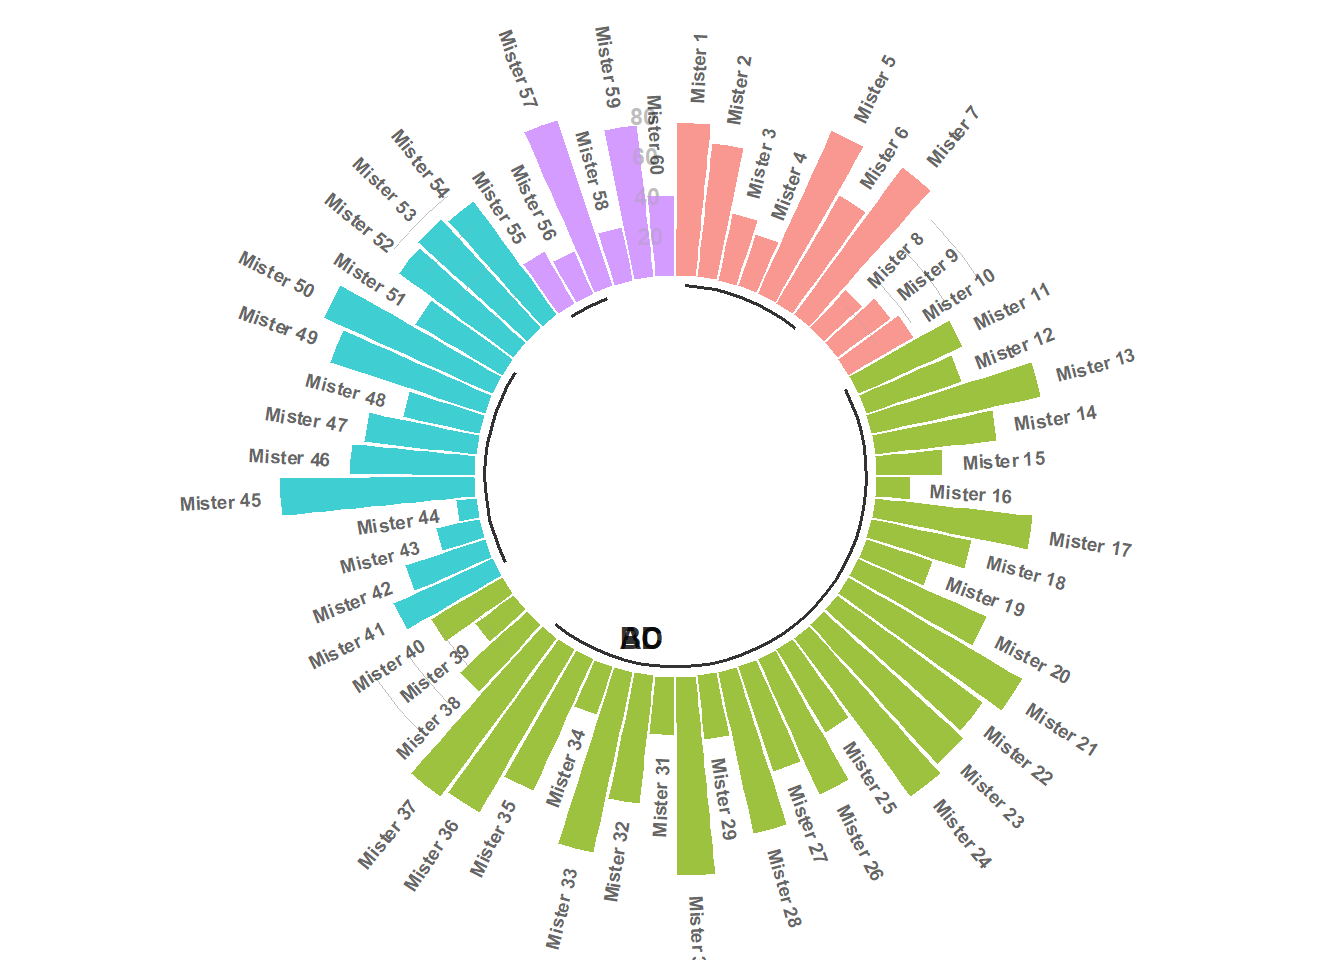 Mister 1
Mister 2
Mister 3
Mister 4
Mister 5
Mister 6
Mister 7
Mister 8
Mister 9
Mister 10
Mister 11
Mister 12
Mister 13
Mister 14
Mister 15
Mister 16
Mister 17
Mister 18
Mister 19
Mister 20
Mister 21
Mister 22
Mister 23
Mister 24
Mister 25
Mister 26
Mister 27
Mister 28
Mister 29
Mister
Mister 31
Mister 32
Mister 33
Mister 34
Mister 35
Mister 36
Mister 37
Mister 38
Mister 39
Mister 40
Mister 41
Mister 42
Mister 43
Mister 44
Mister 45
Mister 46
Mister 47
Mister 48
Mister 49
Mister 50
Mister 51
Mister 52
Mister 53
Mister 54
Mister 55
Mister 56
Mister 57
Mister 58
Mister 59
Mister 60
80
60
40
20